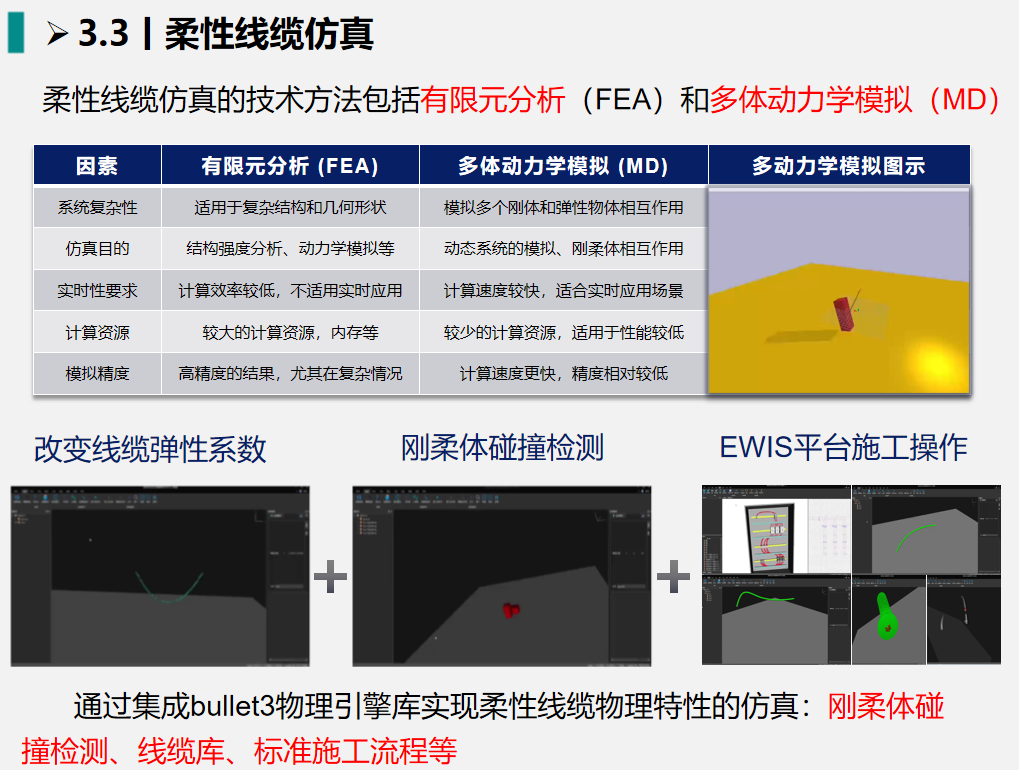 ➢ 3.3丨柔性线缆仿真
柔性线缆仿真的技术方法包括有限元分析（FEA）和多体动力学模拟（MD）
因素 有限元分析 (FEA) 多体动力学模拟 (MD) 多动力学模拟图示
系统复杂性 适用于复杂结构和几何形状 模拟多个刚体和弹性物体相互作用
仿真目的 结构强度分析、动力学模拟等 动态系统的模拟、刚柔体相互作用
实时性要求 计算效率较低，不适用实时应用 计算速度较快，适合实时应用场景
计算资源 较大的计算资源，内存等 较少的计算资源，适用于性能较低
模拟精度 高精度的结果，尤其在复杂情况 计算速度更快，精度相对较低
改变线缆弹性系数 刚柔体碰撞检测 EWIS平台施工操作
通过集成bullet3物理引擎库实现柔性线缆物理特性的仿真：刚柔体碰
撞检测、线缆库、标准施工流程等